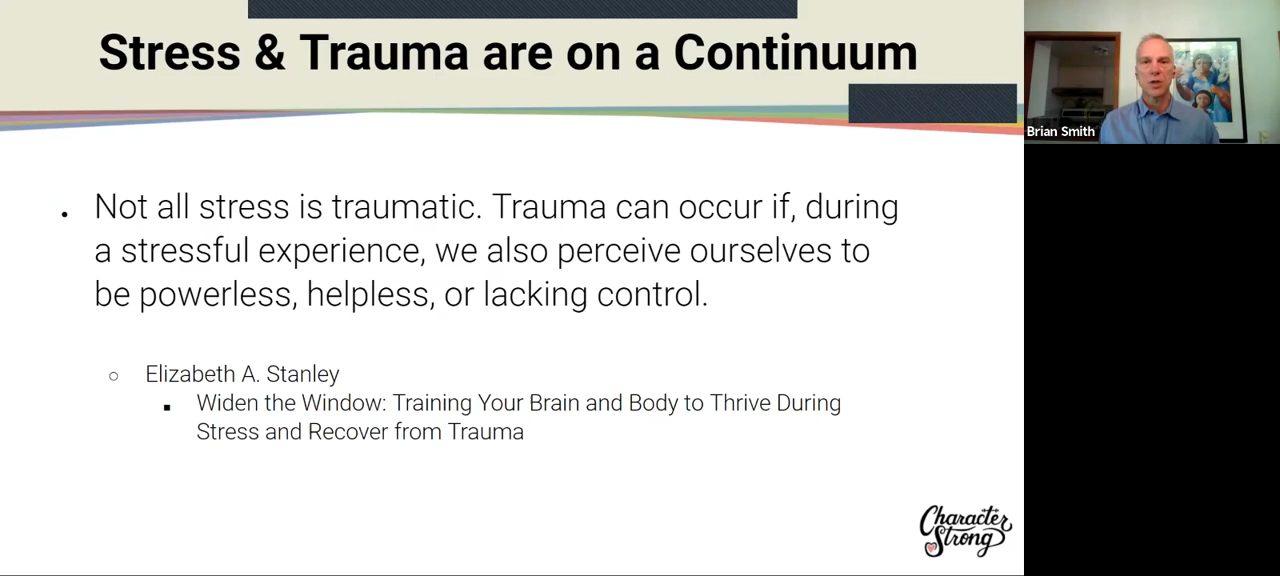 Stress & Trauma are on a Continuum
Brian Smith
Not all stress is traumatic. Trauma can occur if, during
a stressful experience, we also perceive ourselves to
be powerless, helpless, or lacking control.
Elizabeth A. Stanley
Widen the Window: Training Your Brain and Body to Thrive During
Stress and Recover from Trauma
Character
Strong